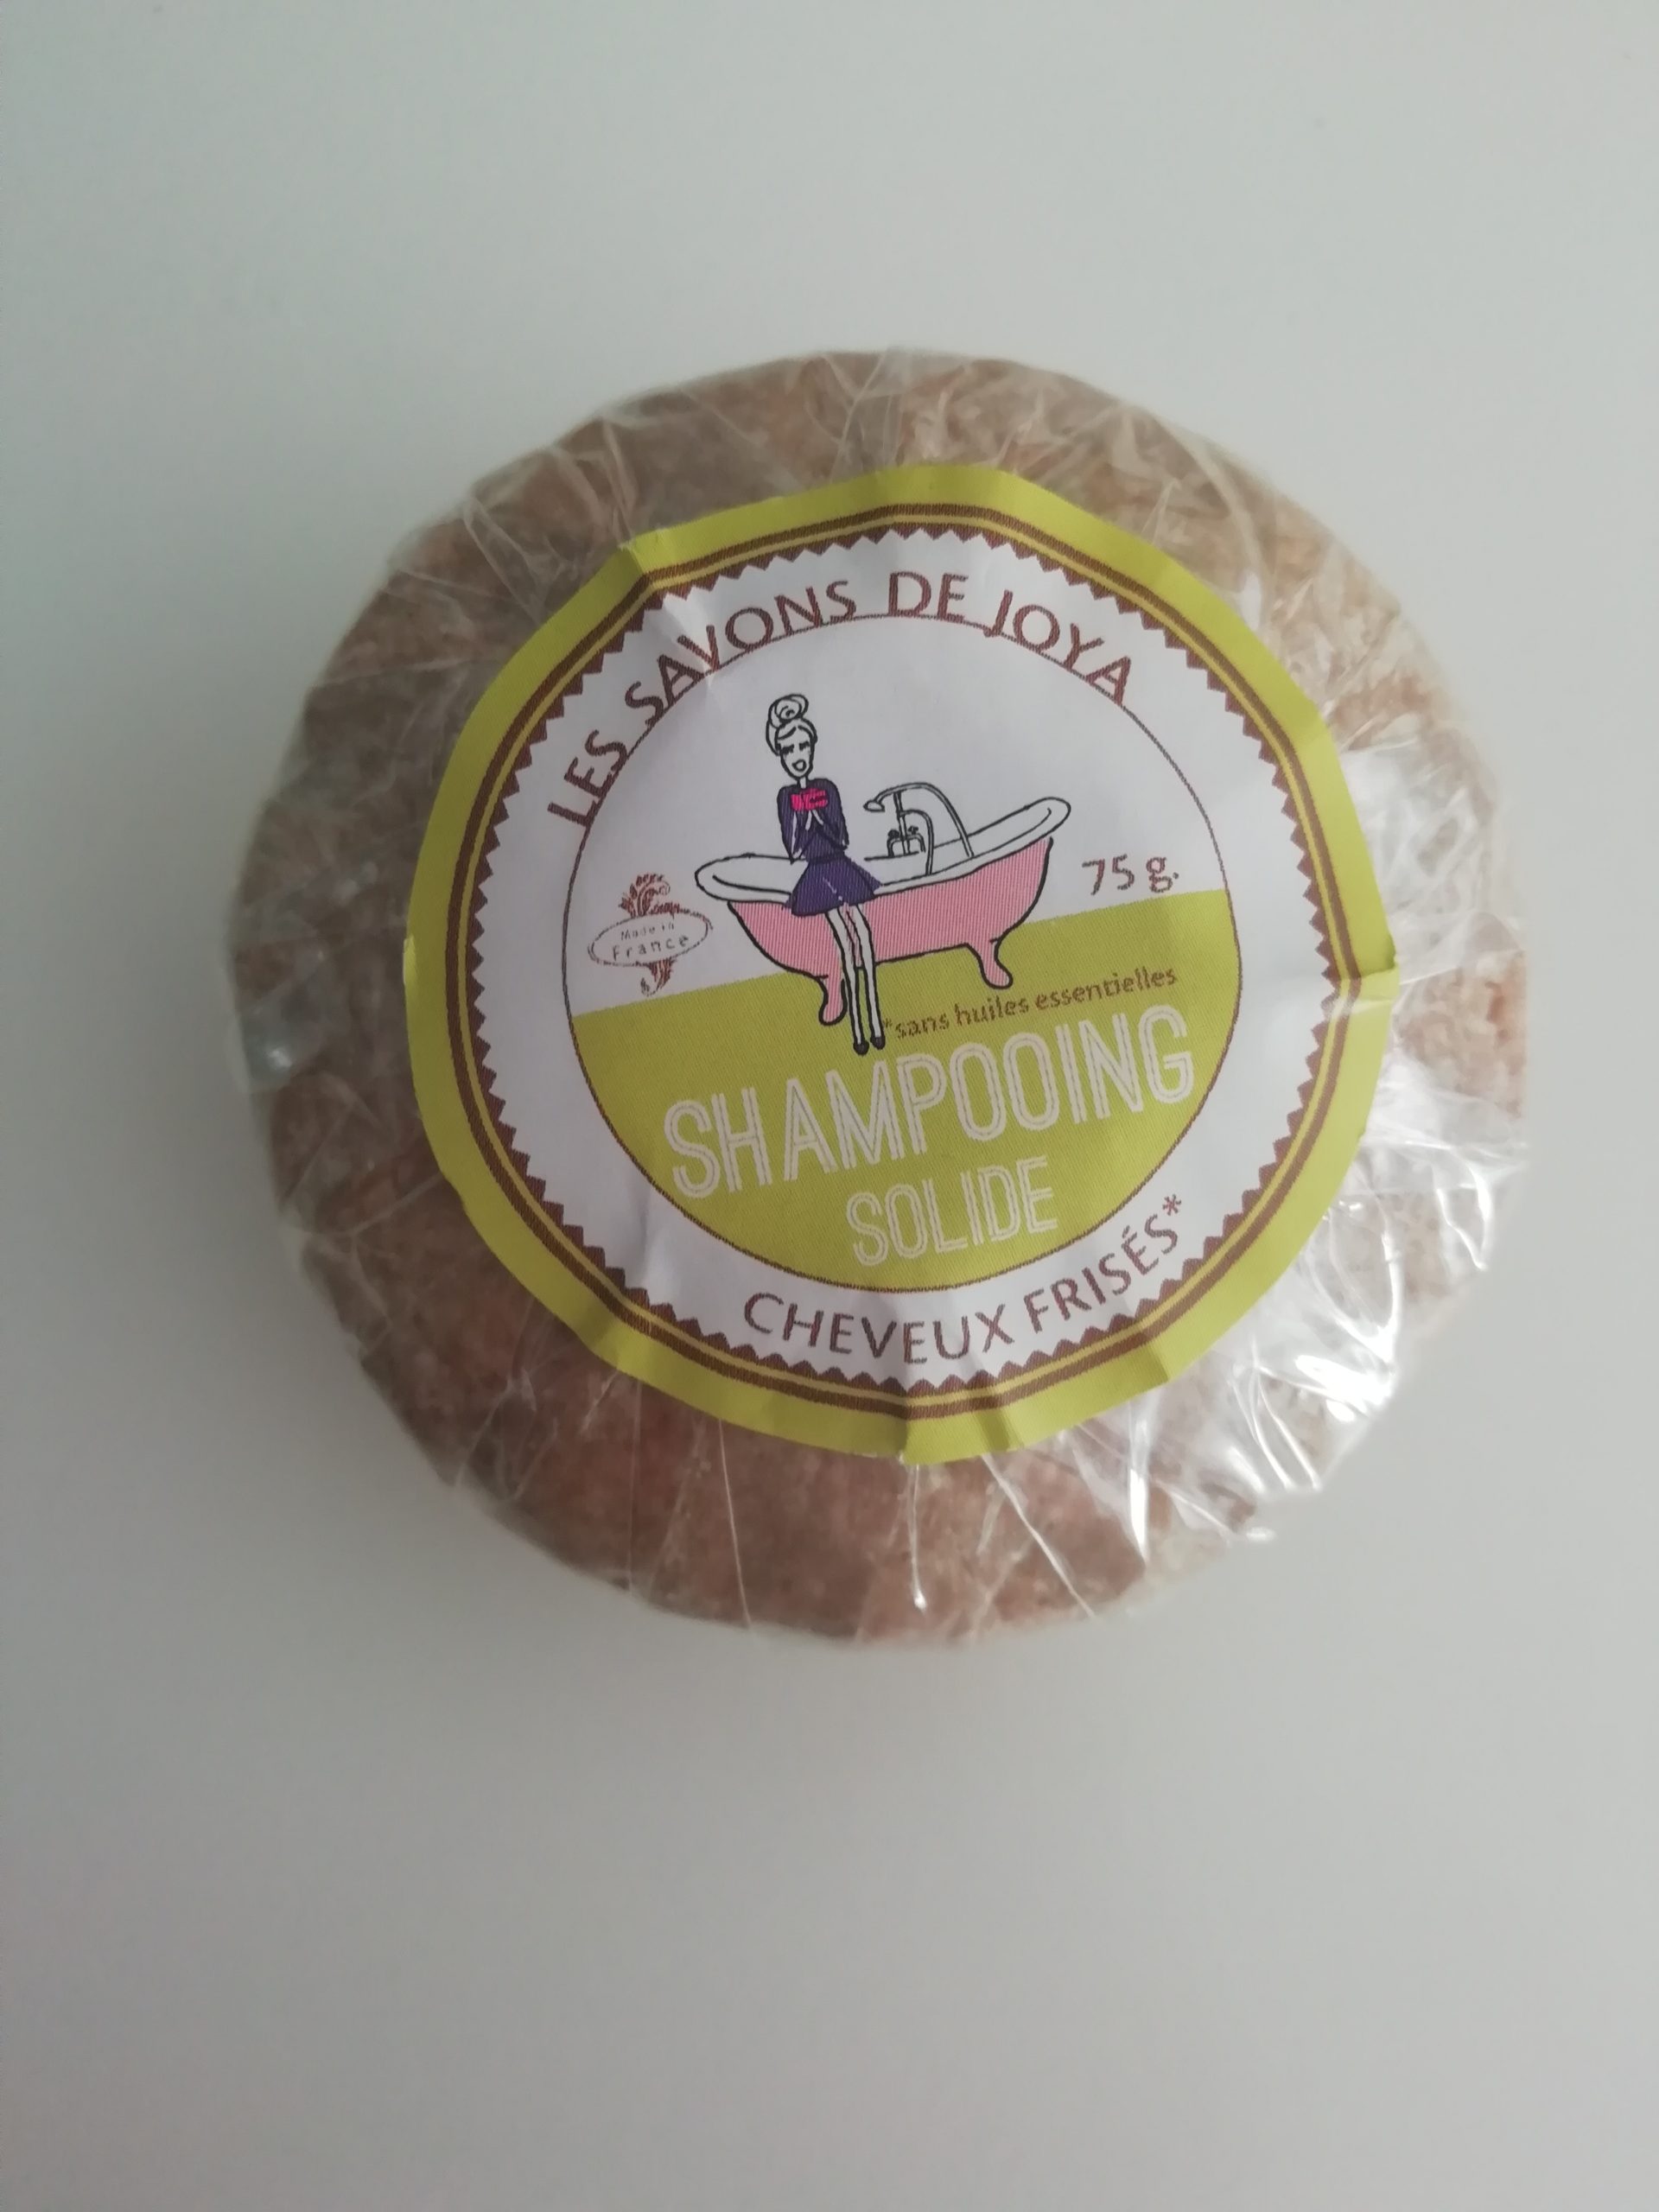 LES SAVONS DE JOYA
75 g.
Made in
France
*sans huiles essentielles
SHAMPOOING
SOLIDE
CHEVEUX FRISÉS*